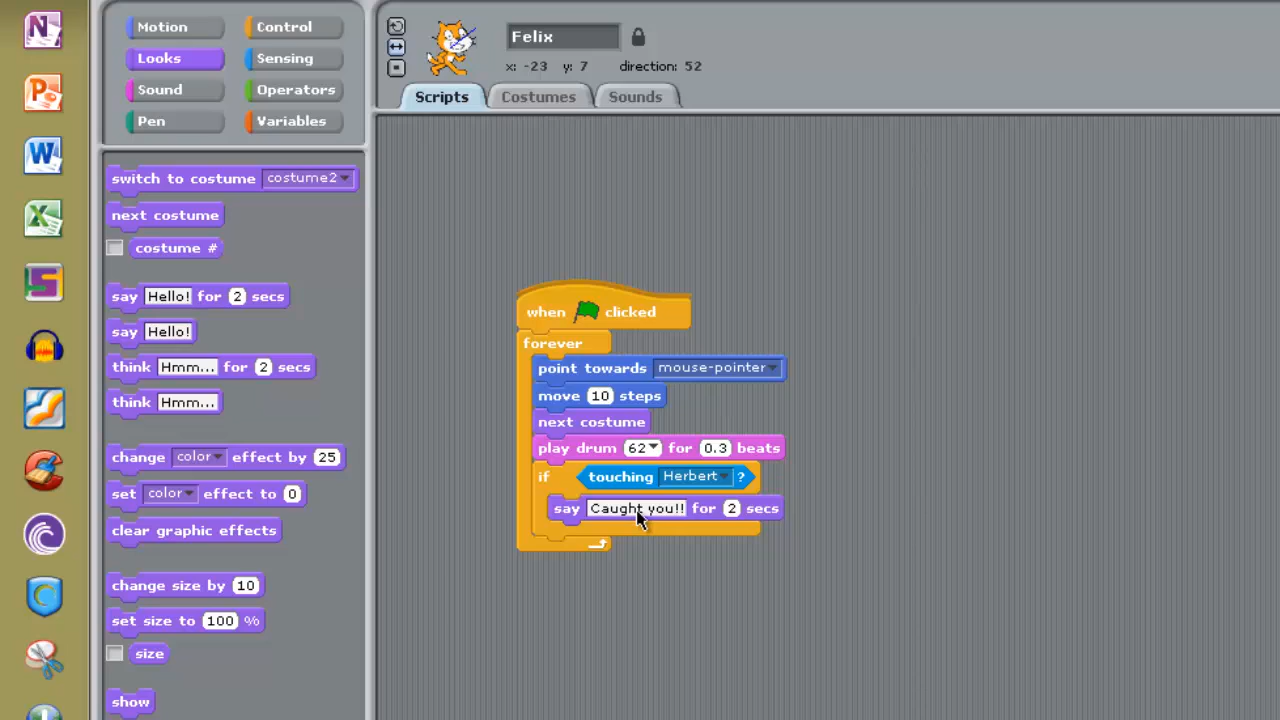 Motion
Control
Looks
Sensing
Sound
Operators
Pen
Variables
switch to costume costume2
next costume
costume #
say Hello! for 2 secs
say Hello!
think Hmm... for 2 secs
think Hmm...
change color effect by 25
set color effect to 0
clear graphic effects
change size by 10
set size to 100 %
size
show
Felix
x: -23 y: 7 direction: 52
Scripts
Costumes
Sounds
when clicked
forever
point towards mouse-pointer
move 10 steps
next costume
play drum 62 for 0.3 beats
if touching Herbert ?
say Caught you!! for 2 secs
N
P
W
X
S